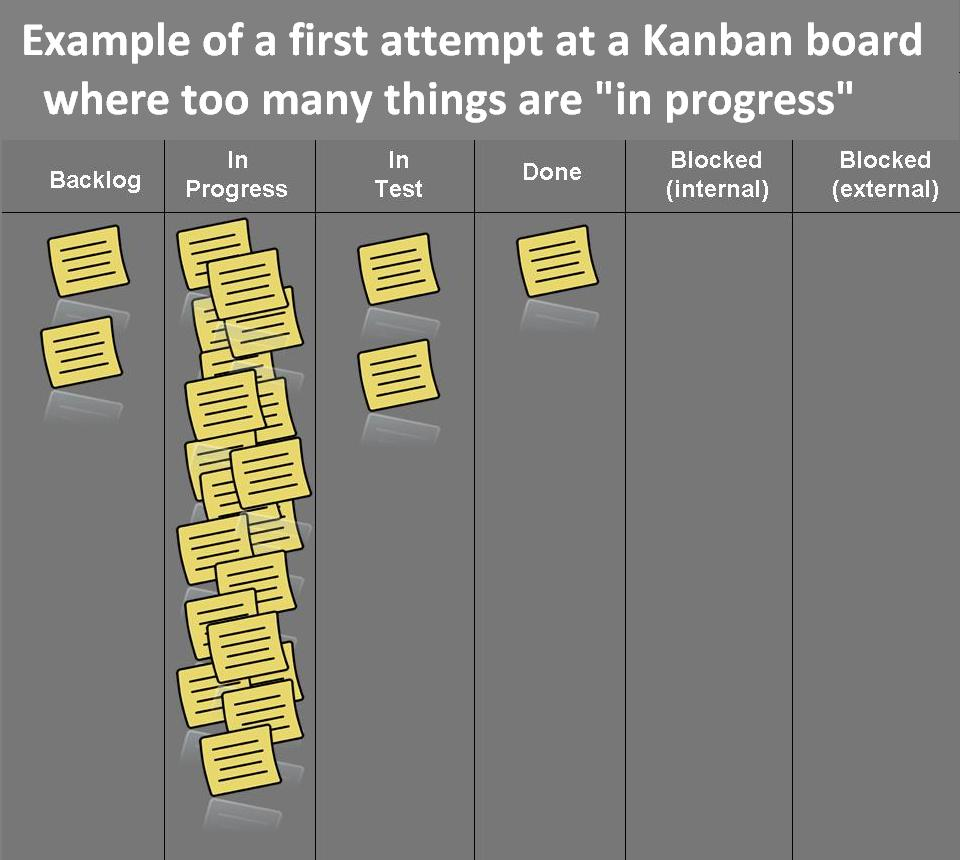 Example of a first attempt at a Kanban board
where too many things are "in progress"
Backlog
In
Progress
In
Test
Done
Blocked
(internal)
Blocked
(external)